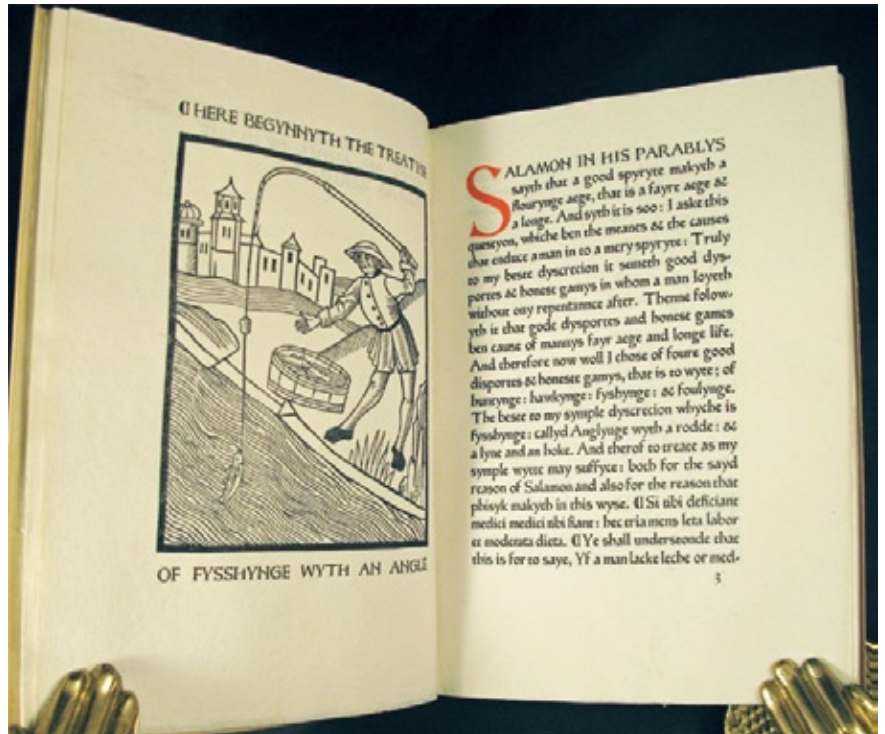 ⁋ HERE BEGYNNYTH THE TREATYSE
OF FYSSHYNGE WYTH AN ANGLE
SALAMON IN HIS PARABLYS
sayth that a good spyryte makyth a
flourynge aege, that is a fayre aege &
a longe. And syth it is soo: I aske this
questyon, whiche ben the meanes & the causes
that enduce a man in to a mery spyryte: Truly
to my beste dyscrecion it semeth good dys-
portes & honest gamys in whom a man Ioyeth
without ony repentannce after. Thenne folow-
yth it that gode dysportes and honest games
ben cause of mannys fayr aege and longe life.
And therefore now woll I chose of foure good
disportes & honeste gamys, that is to wyte; of
huntynge: hawkynge: fyshynge: & foulynge.
The beste to my symple dyscrecion whyche is
fysshynge: callyd Anglynge wyth a rodde: &
a lyne and an hoke. And therof to treate as my
symple wytte may suffyce: both for the sayd
reason of Salamon and also for the reason that
phisyk makyth in this wyse. ⁋ Si tibi deficiant
medici medici tibi fiant: hec tria mens leta labor
et moderata dieta. ⁋ Ye shall understonde that
this is for to saye, Yf a man lacke leche or med-
3